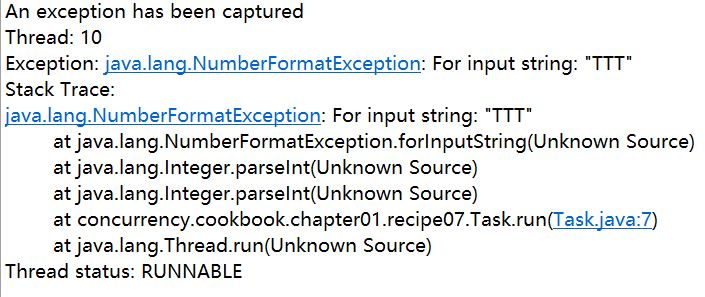 An exception has been captured
Thread: 10
Exception: java.lang.NumberFormatException: For input string: "TTT"
Stack Trace:
java.lang.NumberFormatException: For input string: "TTT"
at java.lang.NumberFormatException.forInputString(Unknown Source)
at java.lang.Integer.parseInt(Unknown Source)
at java.lang.Integer.parseInt(Unknown Source)
at concurrency.cookbook.chapter01.recipe07.Task.run(Task.java:7)
at java.lang.Thread.run(Unknown Source)
Thread status: RUNNABLE